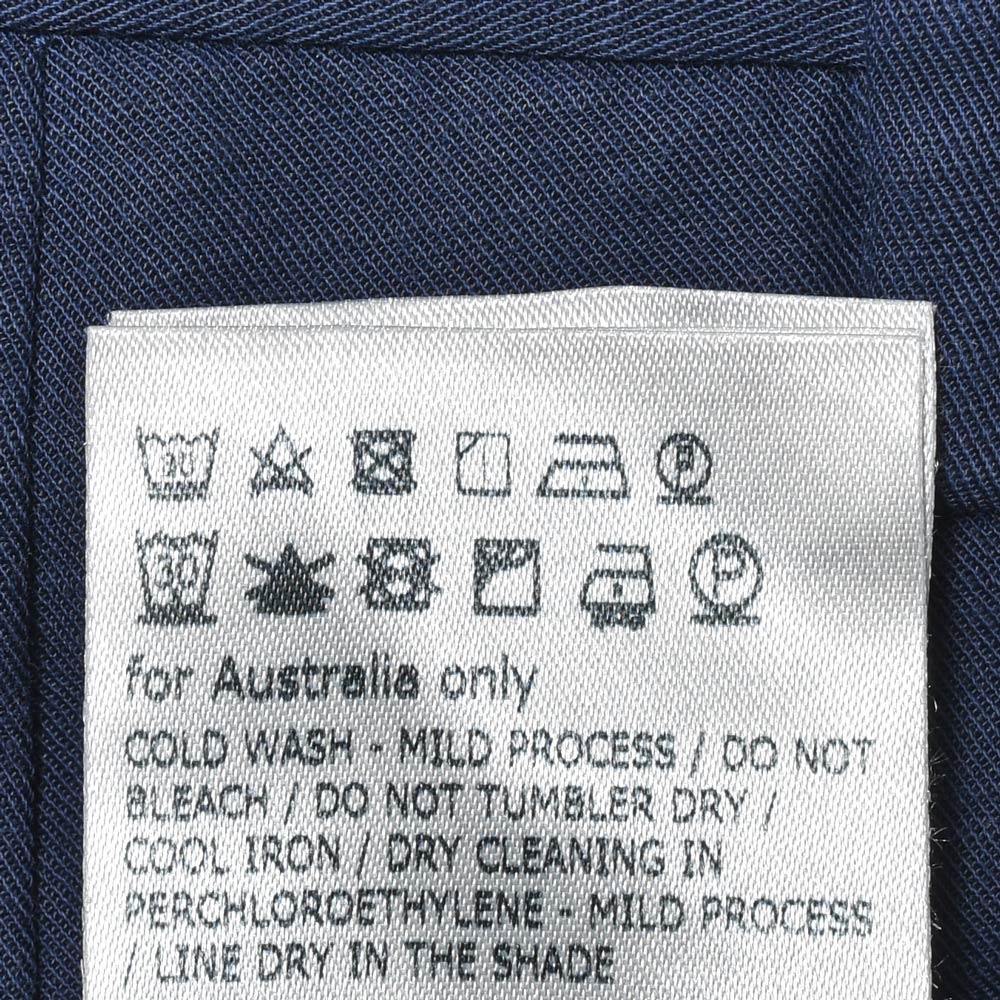 30 P
30 P
for Australia only
COLD WASH - MILD PROCESS / DO NOT
BLEACH / DO NOT TUMBLER DRY /
COOL IRON / DRY CLEANING IN
PERCHLOROETHYLENE - MILD PROCESS
/ LINE DRY IN THE SHADE